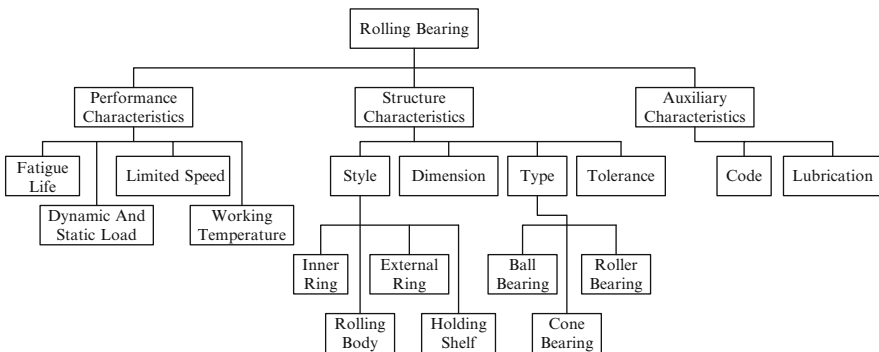 Rolling Bearing
Performance
Characteristics
Structure
Characteristics
Auxiliary
Characteristics
Fatigue
Life
Limited Speed
Style
Dimension
Type
Tolerance
Code
Lubrication
Dynamic And
Static Load
Working
Temperature
Inner
Ring
External
Ring
Ball
Bearing
Roller
Bearing
Rolling
Body
Holding
Shelf
Cone
Bearing